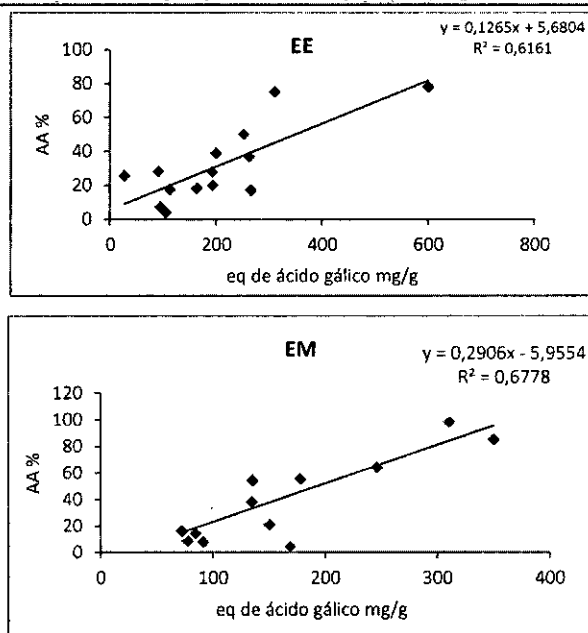 EE
y = 0,1265x + 5,6804
R² = 0,6161
AA %
100
80
60
40
20
0
0 200 400 600 800
eq de ácido gálico mg/g
EM
y = 0,2906x - 5,9554
R² = 0,6778
AA %
120
100
80
60
40
20
0
0 100 200 300 400
eq de ácido gálico mg/g